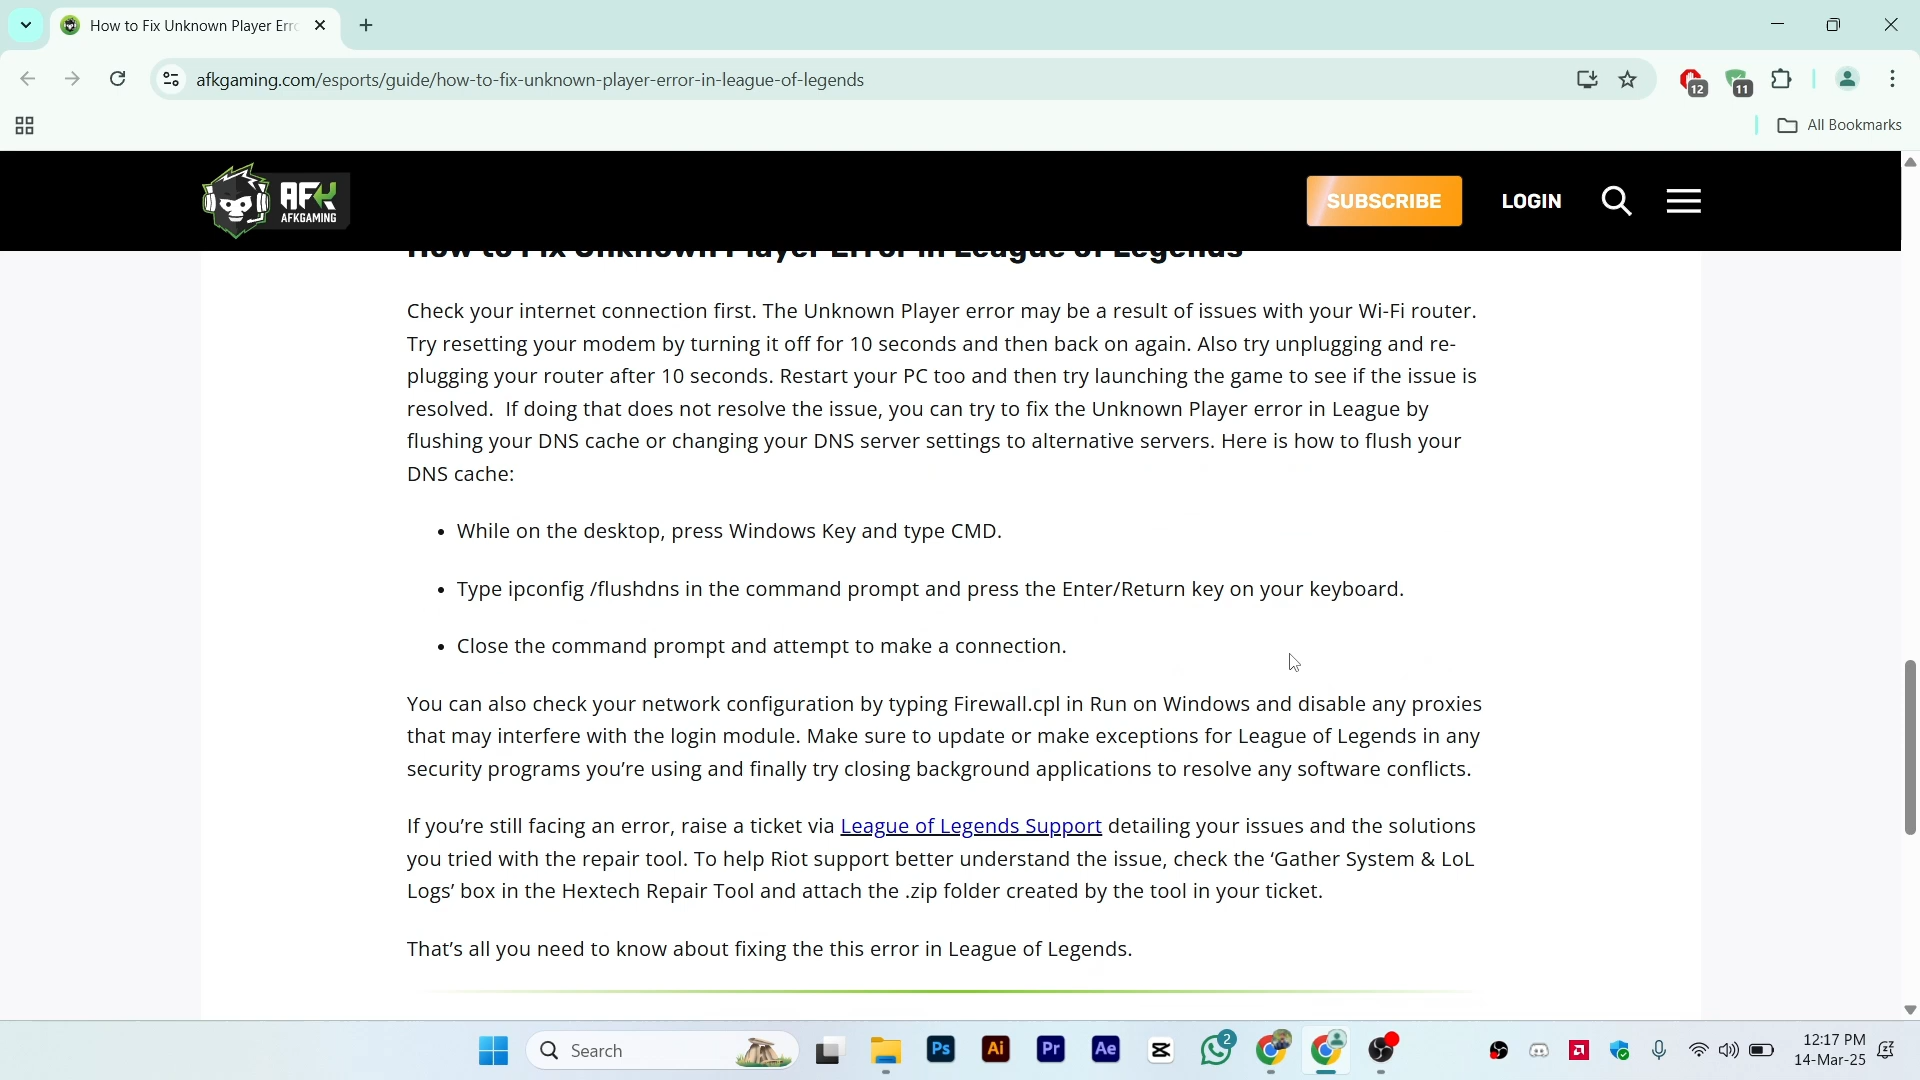 How to Fix Unknown Player Erro
afkgaming.com/esports/guide/how-to-fix-unknown-player-error-in-league-of-legends
12
11
All Bookmarks
AFK
AFKGAMING
SUBSCRIBE
LOGIN
How to Fix Unknown Player Error in League of Legends
Check your internet connection first. The Unknown Player error may be a result of issues with your Wi-Fi router.
Try resetting your modem by turning it off for 10 seconds and then back on again. Also try unplugging and re-
plugging your router after 10 seconds. Restart your PC too and then try launching the game to see if the issue is
resolved.  If doing that does not resolve the issue, you can try to fix the Unknown Player error in League by
flushing your DNS cache or changing your DNS server settings to alternative servers. Here is how to flush your
DNS cache:
• While on the desktop, press Windows Key and type CMD.
• Type ipconfig /flushdns in the command prompt and press the Enter/Return key on your keyboard.
• Close the command prompt and attempt to make a connection.
You can also check your network configuration by typing Firewall.cpl in Run on Windows and disable any proxies
that may interfere with the login module. Make sure to update or make exceptions for League of Legends in any
security programs you’re using and finally try closing background applications to resolve any software conflicts.
If you’re still facing an error, raise a ticket via League of Legends Support detailing your issues and the solutions
you tried with the repair tool. To help Riot support better understand the issue, check the ‘Gather System & LoL
Logs’ box in the Hextech Repair Tool and attach the .zip folder created by the tool in your ticket.
That’s all you need to know about fixing the this error in League of Legends.
Search
Ps
Ai
Pr
Ae
2
12:17 PM
14-Mar-25